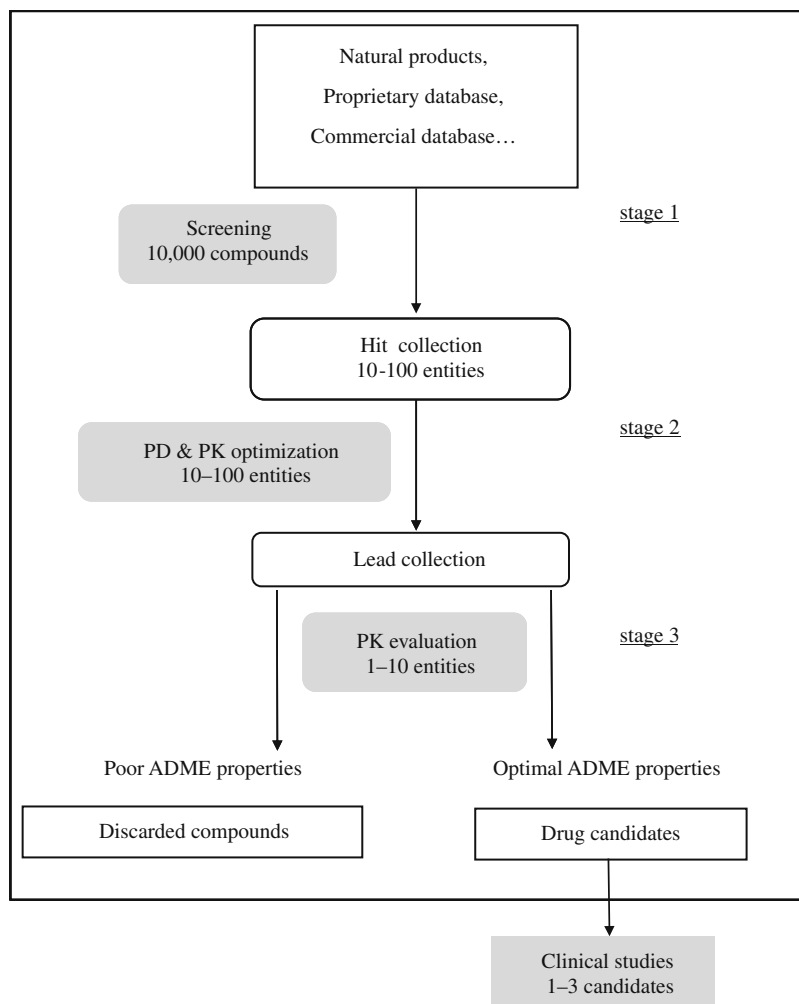 Natural products,
Proprietary database,
Commercial database…
stage 1
Screening
10,000 compounds
Hit collection
10-100 entities
stage 2
PD & PK optimization
10–100 entities
Lead collection
stage 3
PK evaluation
1–10 entities
Poor ADME properties
Optimal ADME properties
Discarded compounds
Drug candidates
Clinical studies
1–3 candidates